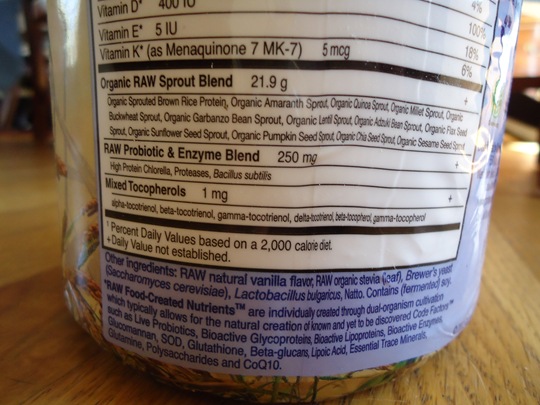 Vitamin D* 400 IU 4%
Vitamin E* 5 IU 100%
Vitamin K* (as Menaquinone 7 MK-7) 5 mcg 18%
6%
Organic RAW Sprout Blend 21.9 g
Organic Sprouted Brown Rice Protein, Organic Amaranth Sprout, Organic Quinoa Sprout, Organic Millet Sprout, Organic +
Buckwheat Sprout, Organic Garbanzo Bean Sprout, Organic Lentil Sprout, Organic Adzuki Bean Sprout, Organic Flax Seed
Sprout, Organic Sunflower Seed Sprout, Organic Pumpkin Seed Sprout, Organic Chia Seed Sprout, Organic Sesame Seed Sprout
RAW Probiotic & Enzyme Blend 250 mg +
High Protein Chlorella, Proteases, Bacillus subtilis
Mixed Tocopherols 1 mg +
alpha-tocotrienol, beta-tocotrienol, gamma-tocotrienol, delta-tocotrienol, beta-tocopherol, gamma-tocopherol
Percent Daily Values based on a 2,000 calorie diet.
+Daily Value not established.
Other ingredients: RAW natural vanilla flavor, RAW organic stevia (leaf), Brewer's yeast
(Saccharomyces cerevisiae), Lactobacillus bulgaricus, Natto. Contains (fermented) soy.
*RAW Food-Created Nutrients™ are individually created through dual-organism cultivation
which typically allows for the natural creation of known and yet to be discovered Code Factors™
such as Live Probiotics, Bioactive Glycoproteins, Bioactive Lipoproteins, Bioactive Enzymes,
Glucomannan, SOD, Glutathione, Beta-glucans, Lipoic Acid, Essential Trace Minerals,
Glutamine, Polysaccharides and CoQ10.